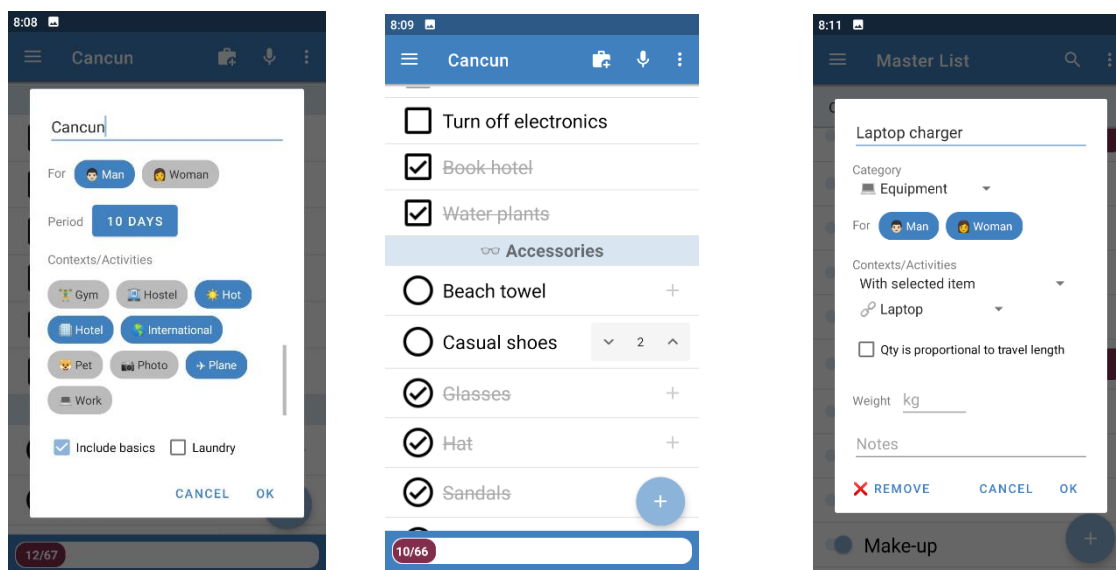 8:08
Cancun
Cancun
For Man Woman
Period 10 DAYS
Contexts/Activities
Gym Hostel Hot
Hotel International
Pet Photo Plane
Work
Include basics Laundry
CANCEL OK
12/67
8:09
Cancun
Turn off electronics
Book hotel
Water plants
Accessories
Beach towel
Casual shoes 2
Glasses
Hat
Sandals
10/66
8:11
Master List
Laptop charger
Category
Equipment
For Man Woman
Contexts/Activities
With selected item
Laptop
Qty is proportional to travel length
Weight kg
Notes
REMOVE CANCEL OK
Make-up